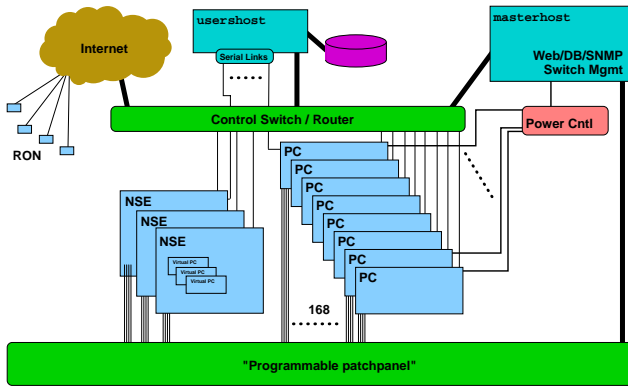 usershost
masterhost
Internet
Serial Links
Web/DB/SNMP
Switch Mgmt
Control Switch / Router
Power Cntl
RON
PC
PC
PC
PC
PC
PC
PC
PC
NSE
NSE
NSE
Virtual PC
Virtual PC
Virtual PC
168
"Programmable patchpanel"